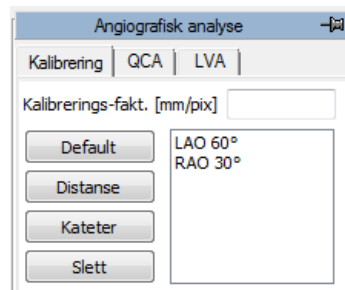 Angiografisk analyse
Kalibrering QCA LVA
Kalibrerings-fakt. [mm/pix]
Default
LAO 60°
RAO 30°
Distanse
Kateter
Slett